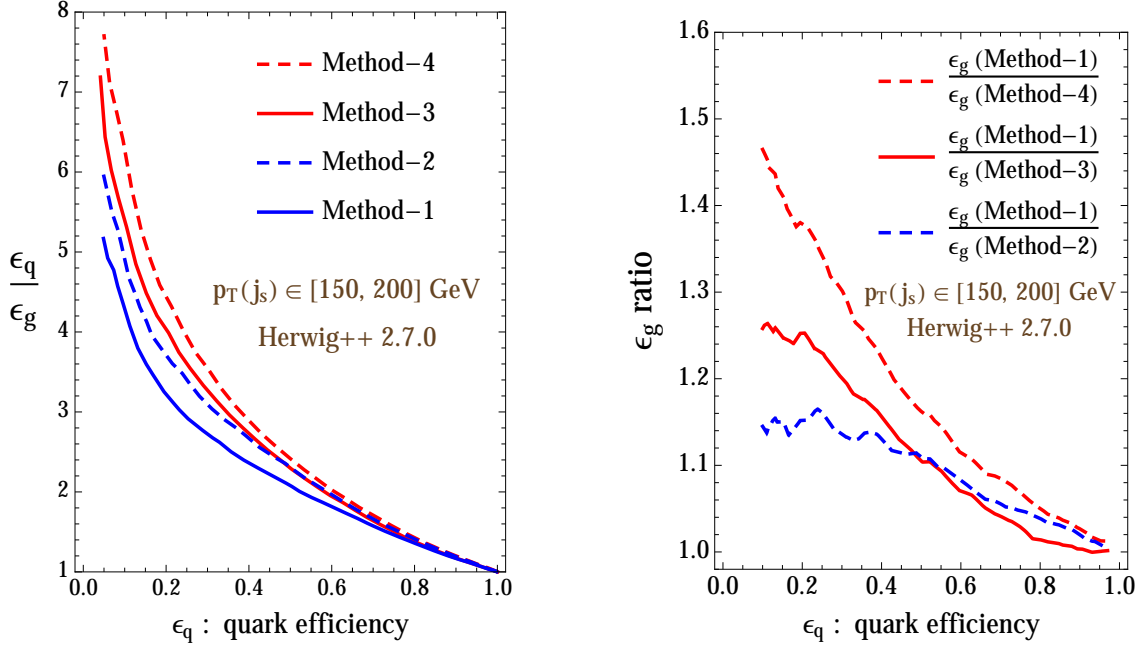 8
7
6
5
4
3
2
1
ϵq
ϵg
Method−4
Method−3
Method−2
Method−1
pT(js) ∈ [150, 200] GeV
Herwig++ 2.7.0
0.0 0.2 0.4 0.6 0.8 1.0
ϵq : quark efficiency
1.6
1.5
1.4
1.3
1.2
1.1
1.0
ϵg ratio
ϵg (Method−1)
ϵg (Method−4)
ϵg (Method−1)
ϵg (Method−3)
ϵg (Method−1)
ϵg (Method−2)
pT(js) ∈ [150, 200] GeV
Herwig++ 2.7.0
0.0 0.2 0.4 0.6 0.8 1.0
ϵq : quark efficiency